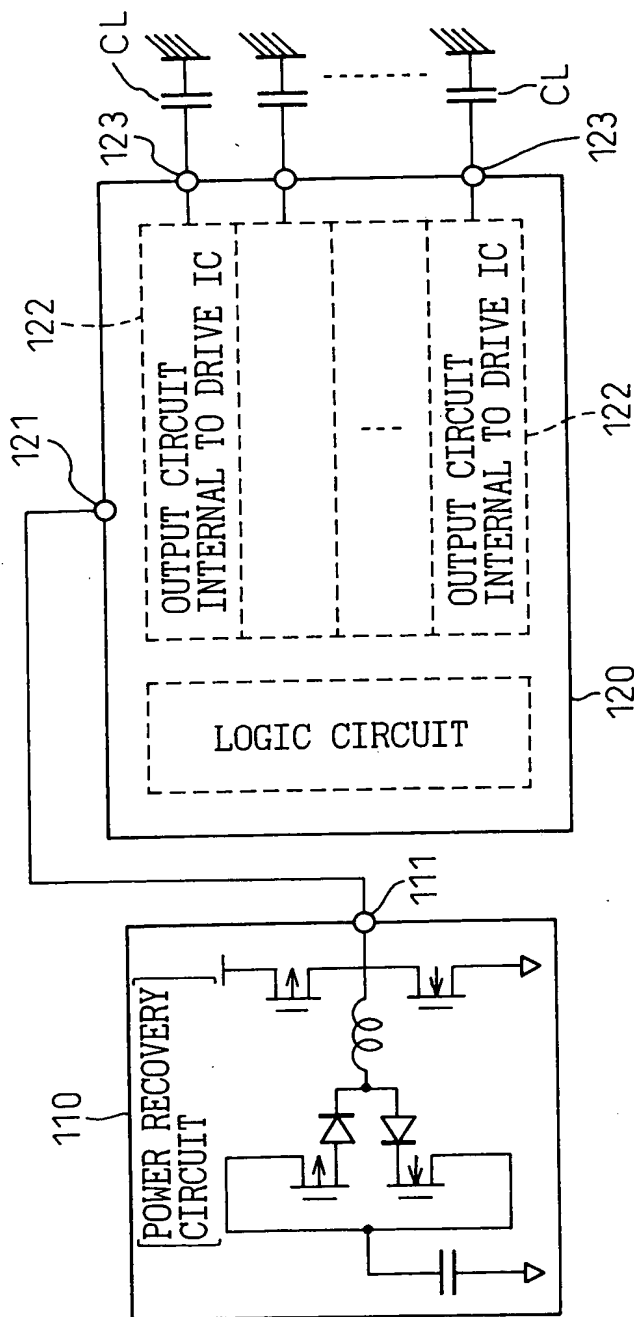 110
POWER RECOVERY
CIRCUIT
111
121
122
OUTPUT CIRCUIT
INTERNAL TO DRIVE IC
OUTPUT CIRCUIT
INTERNAL TO DRIVE IC
122
LOGIC CIRCUIT
120
123
CL
123
CL